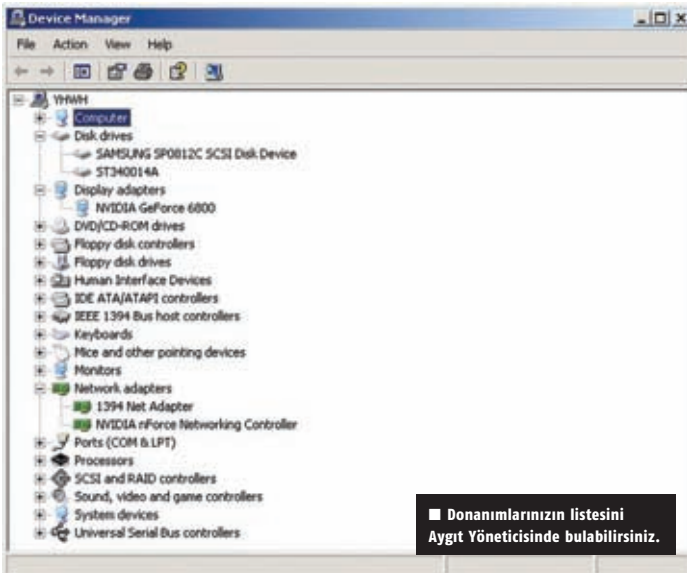 Device Manager
File Action View Help
YHWH
Computer
Disk drives
SAMSUNG SP0812C SCSI Disk Device
ST340014A
Display adapters
NVIDIA GeForce 6800
DVD/CD-ROM drives
Floppy disk controllers
Floppy disk drives
Human Interface Devices
IDE ATA/ATAPI controllers
IEEE 1394 Bus host controllers
Keyboards
Mice and other pointing devices
Monitors
Network adapters
1394 Net Adapter
NVIDIA nForce Networking Controller
Ports (COM & LPT)
Processors
SCSI and RAID controllers
Sound, video and game controllers
System devices
Universal Serial Bus controllers
■ Donanımlarınızın listesini
Aygıt Yöneticisinde bulabilirsiniz.